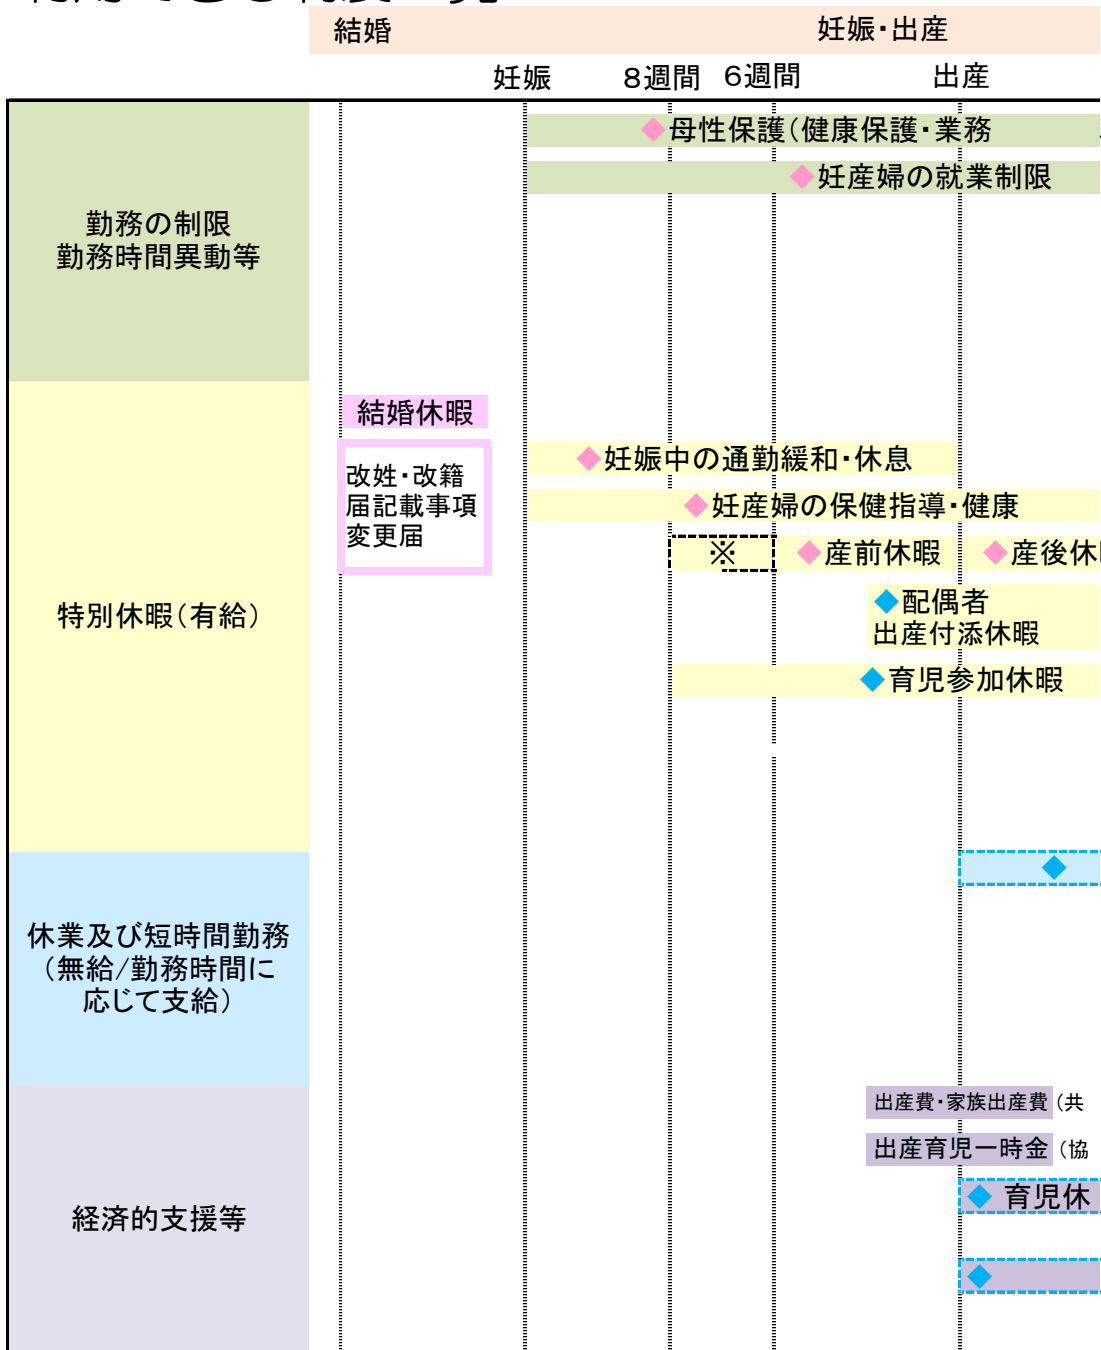 結婚 妊娠・出産
妊娠 8週間 6週間 出産
◆母性保護(健康保護・業務
◆妊産婦の就業制限
勤務の制限
勤務時間異動等
結婚休暇
改姓・改籍
届記載事項
変更届
◆妊娠中の通勤緩和・休息
◆妊産婦の保健指導・健康
※ ◆産前休暇 ◆産後休
特別休暇(有給)
◆配偶者
出産付添休暇
◆育児参加休暇
◆
休業及び短時間勤務
(無給/勤務時間に
応じて支給)
出産費・家族出産費(共
出産育児一時金(協
◆育児休
経済的支援等
◆